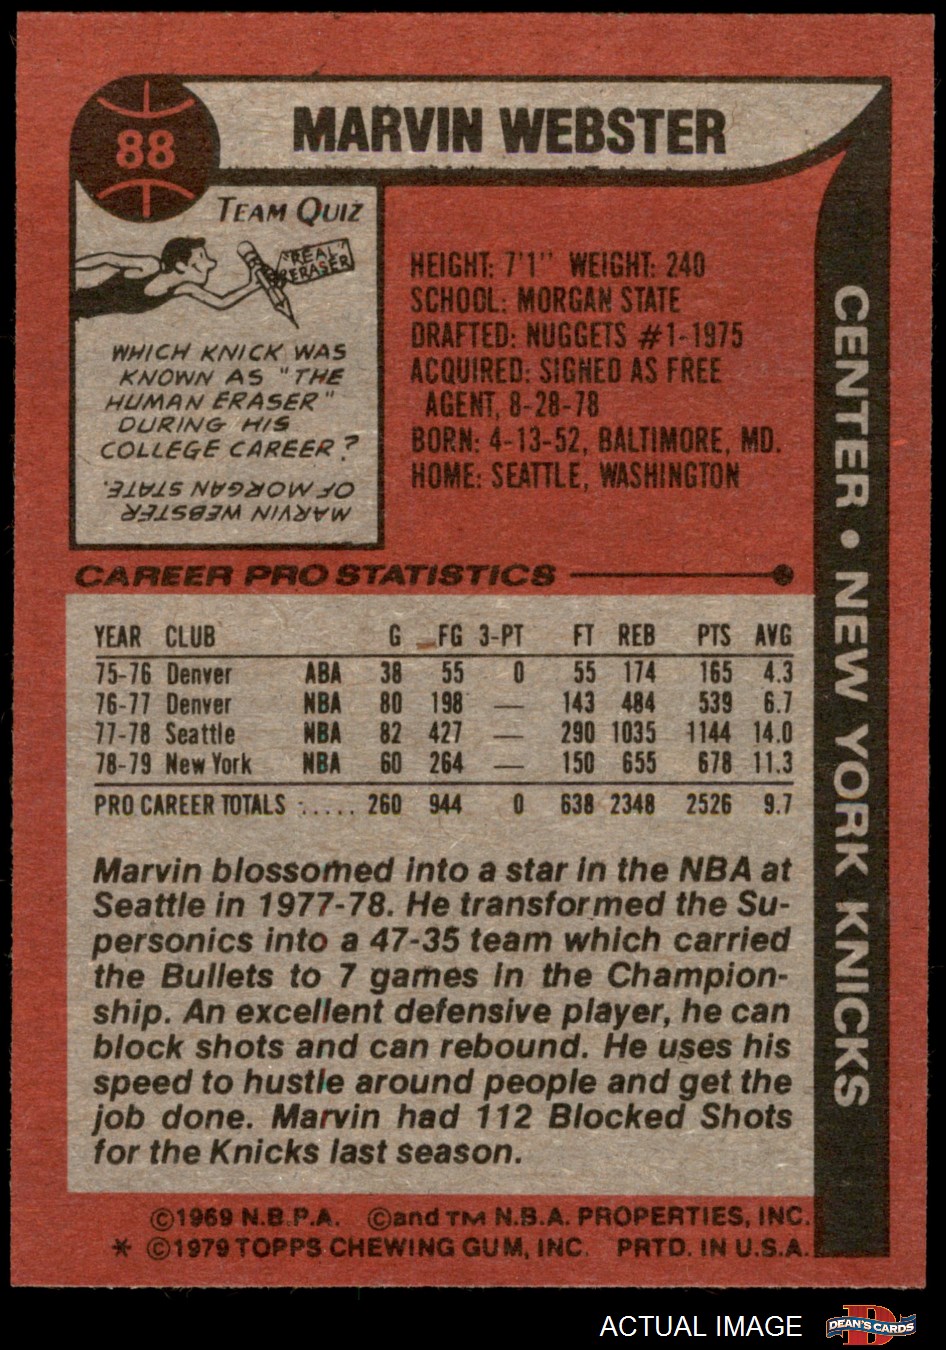 88
MARVIN WEBSTER
TEAM QUIZ
"REAL"
ERASER
WHICH KNICK WAS
KNOWN AS "THE
HUMAN ERASER"
DURING HIS
COLLEGE CAREER?
MARVIN WEBSTER
OF MORGAN STATE.
HEIGHT: 7'1" WEIGHT: 240
SCHOOL: MORGAN STATE
DRAFTED: NUGGETS #1-1975
ACQUIRED: SIGNED AS FREE
AGENT, 8-28-78
BORN: 4-13-52, BALTIMORE, MD.
HOME: SEATTLE, WASHINGTON
CENTER • NEW YORK KNICKS
CAREER PRO STATISTICS
YEAR CLUB G FG 3-PT FT REB PTS AVG
75-76 Denver ABA 38 55 0 55 174 165 4.3
76-77 Denver NBA 80 198 — 143 484 539 6.7
77-78 Seattle NBA 82 427 — 290 1035 1144 14.0
78-79 New York NBA 60 264 — 150 655 678 11.3
PRO CAREER TOTALS ..... 260 944 0 638 2348 2526 9.7
Marvin blossomed into a star in the NBA at
Seattle in 1977-78. He transformed the Su-
personics into a 47-35 team which carried
the Bullets to 7 games in the Champion-
ship. An excellent defensive player, he can
block shots and can rebound. He uses his
speed to hustle around people and get the
job done. Marvin had 112 Blocked Shots
for the Knicks last season.
©1969 N.B.P.A. ©and TM N.B.A. PROPERTIES, INC.
* ©1979 TOPPS CHEWING GUM, INC. PRTD. IN U.S.A.
ACTUAL IMAGE
DEAN'S CARDS